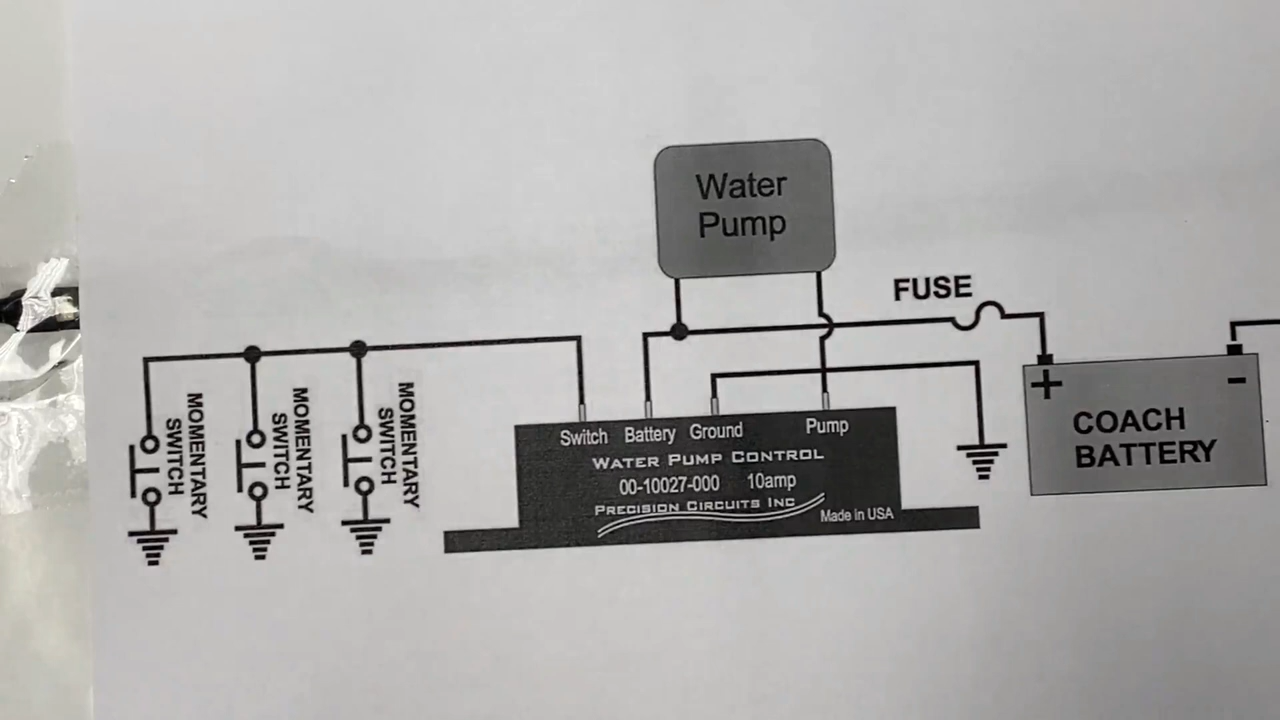 Water
Pump
FUSE
+
-
COACH
BATTERY
MOMENTARY
SWITCH
MOMENTARY
SWITCH
MOMENTARY
SWITCH
Switch Battery Ground Pump
WATER PUMP CONTROL
00-10027-000 10amp
PRECISION CIRCUITS INC
Made in USA